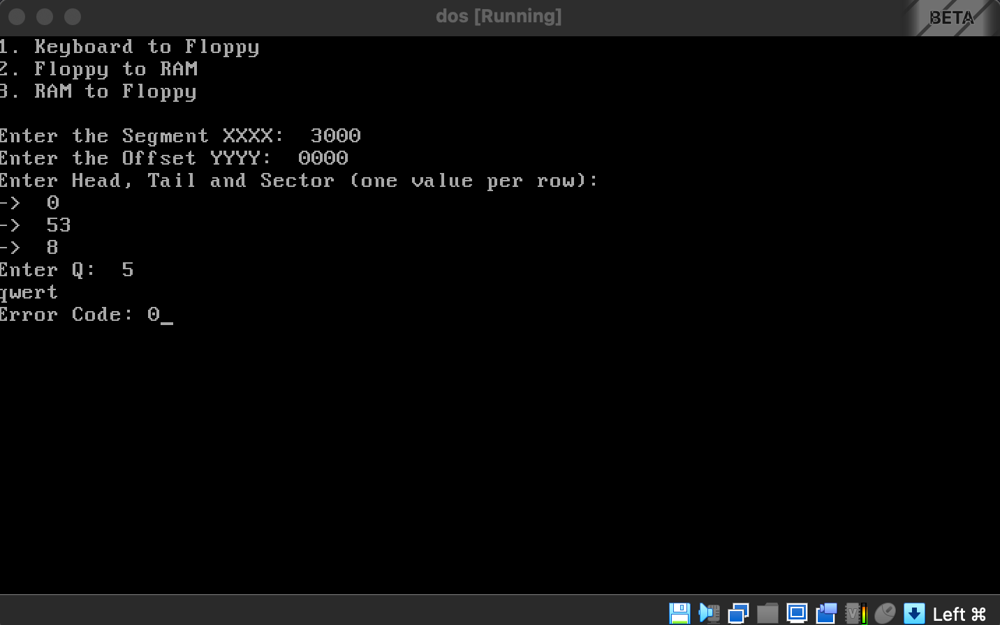 dos [Running]
BETA
1. Keyboard to Floppy
2. Floppy to RAM
3. RAM to Floppy
Enter the Segment XXXX: 3000
Enter the Offset YYYY: 0000
Enter Head, Tail and Sector (one value per row):
-> 0
-> 53
-> 8
Enter Q: 5
qwert
Error Code: 0_
V
Left ⌘